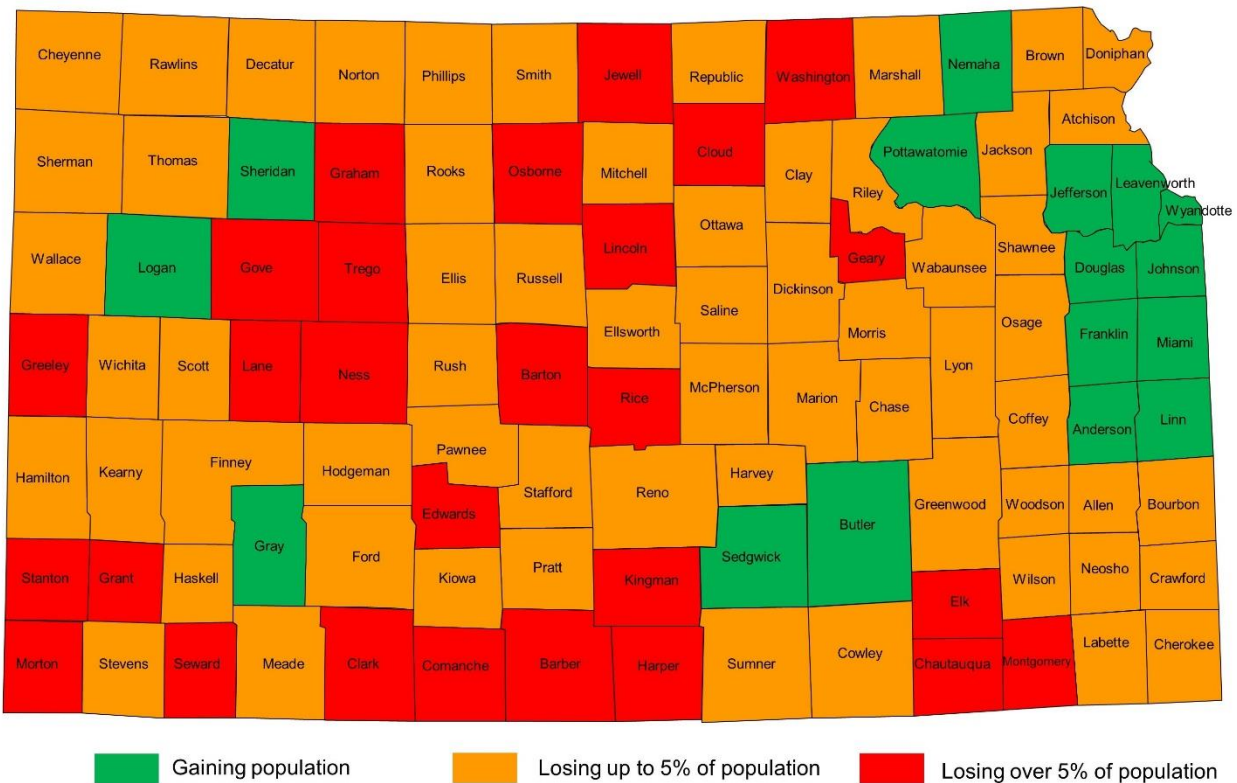 Cheyenne
Rawlins
Decatur
Norton
Phillips
Smith
Jewell
Republic
Washington
Marshall
Nemaha
Brown
Doniphan
Sherman
Thomas
Sheridan
Graham
Rooks
Osborne
Mitchell
Cloud
Clay
Riley
Pottawatomie
Jackson
Atchison
Jefferson
Leavenworth
Wyandotte
Wallace
Logan
Gove
Trego
Ellis
Russell
Lincoln
Ottawa
Saline
Dickinson
Geary
Wabaunsee
Shawnee
Douglas
Johnson
Greeley
Wichita
Scott
Lane
Ness
Rush
Barton
Ellsworth
Rice
McPherson
Marion
Morris
Chase
Lyon
Osage
Coffey
Franklin
Miami
Anderson
Linn
Hamilton
Kearny
Finney
Hodgeman
Pawnee
Edwards
Stafford
Reno
Harvey
Sedgwick
Butler
Greenwood
Woodson
Allen
Bourbon
Stanton
Grant
Haskell
Gray
Ford
Kiowa
Pratt
Kingman
Elk
Wilson
Neosho
Crawford
Morton
Stevens
Seward
Meade
Clark
Comanche
Barber
Harper
Sumner
Cowley
Chautauqua
Montgomery
Labette
Cherokee
Gaining population
Losing up to 5% of population
Losing over 5% of population